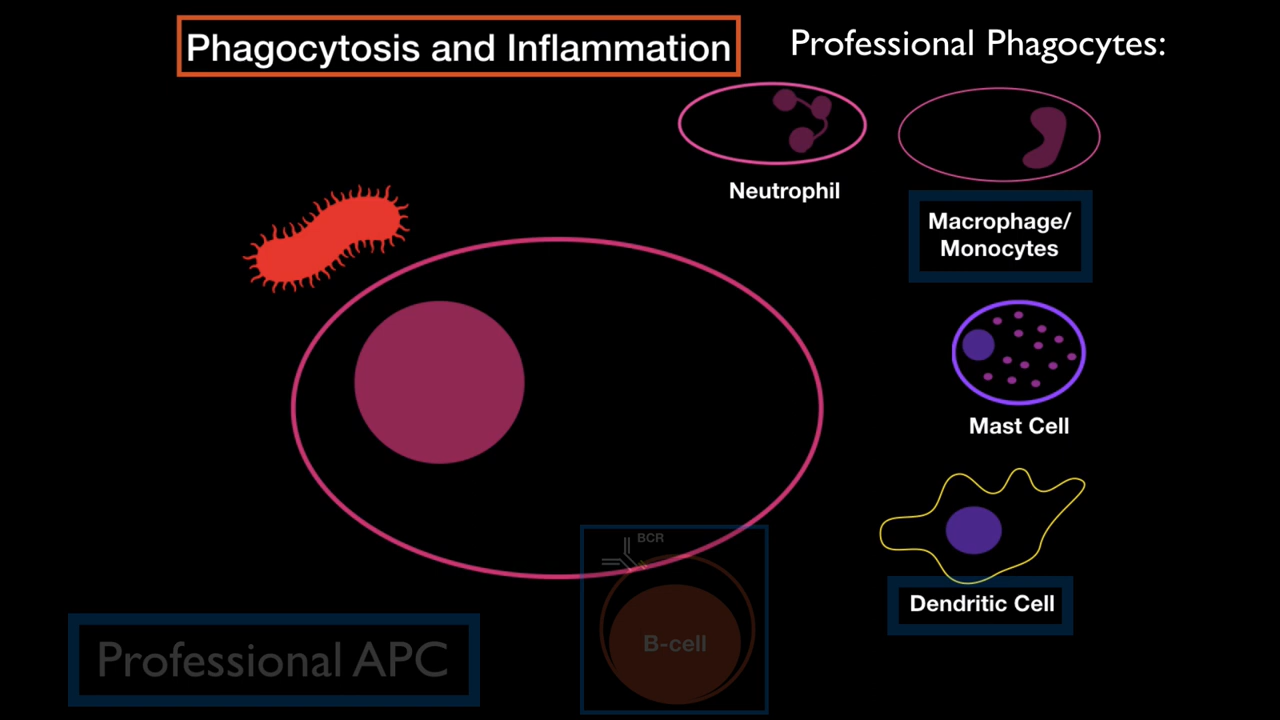 Phagocytosis and Inflammation
Professional Phagocytes:
Neutrophil
Macrophage/
Monocytes
Mast Cell
Dendritic Cell
BCR
B-cell
Professional APC